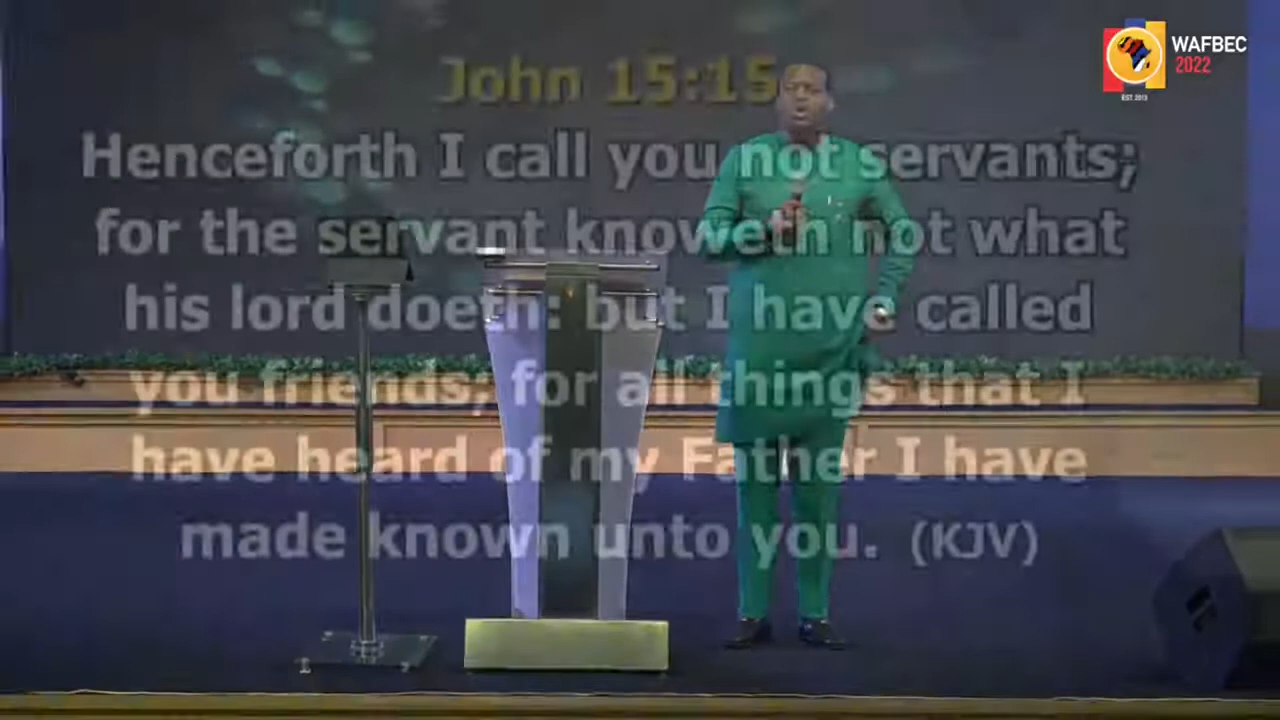 John 15:15
Henceforth I call you not servants;
for the servant knoweth not what
his lord doeth: but I have called
you friends; for all things that I
have heard of my Father I have
made known unto you. (KJV)
WAFBEC
2022
EST. 2013